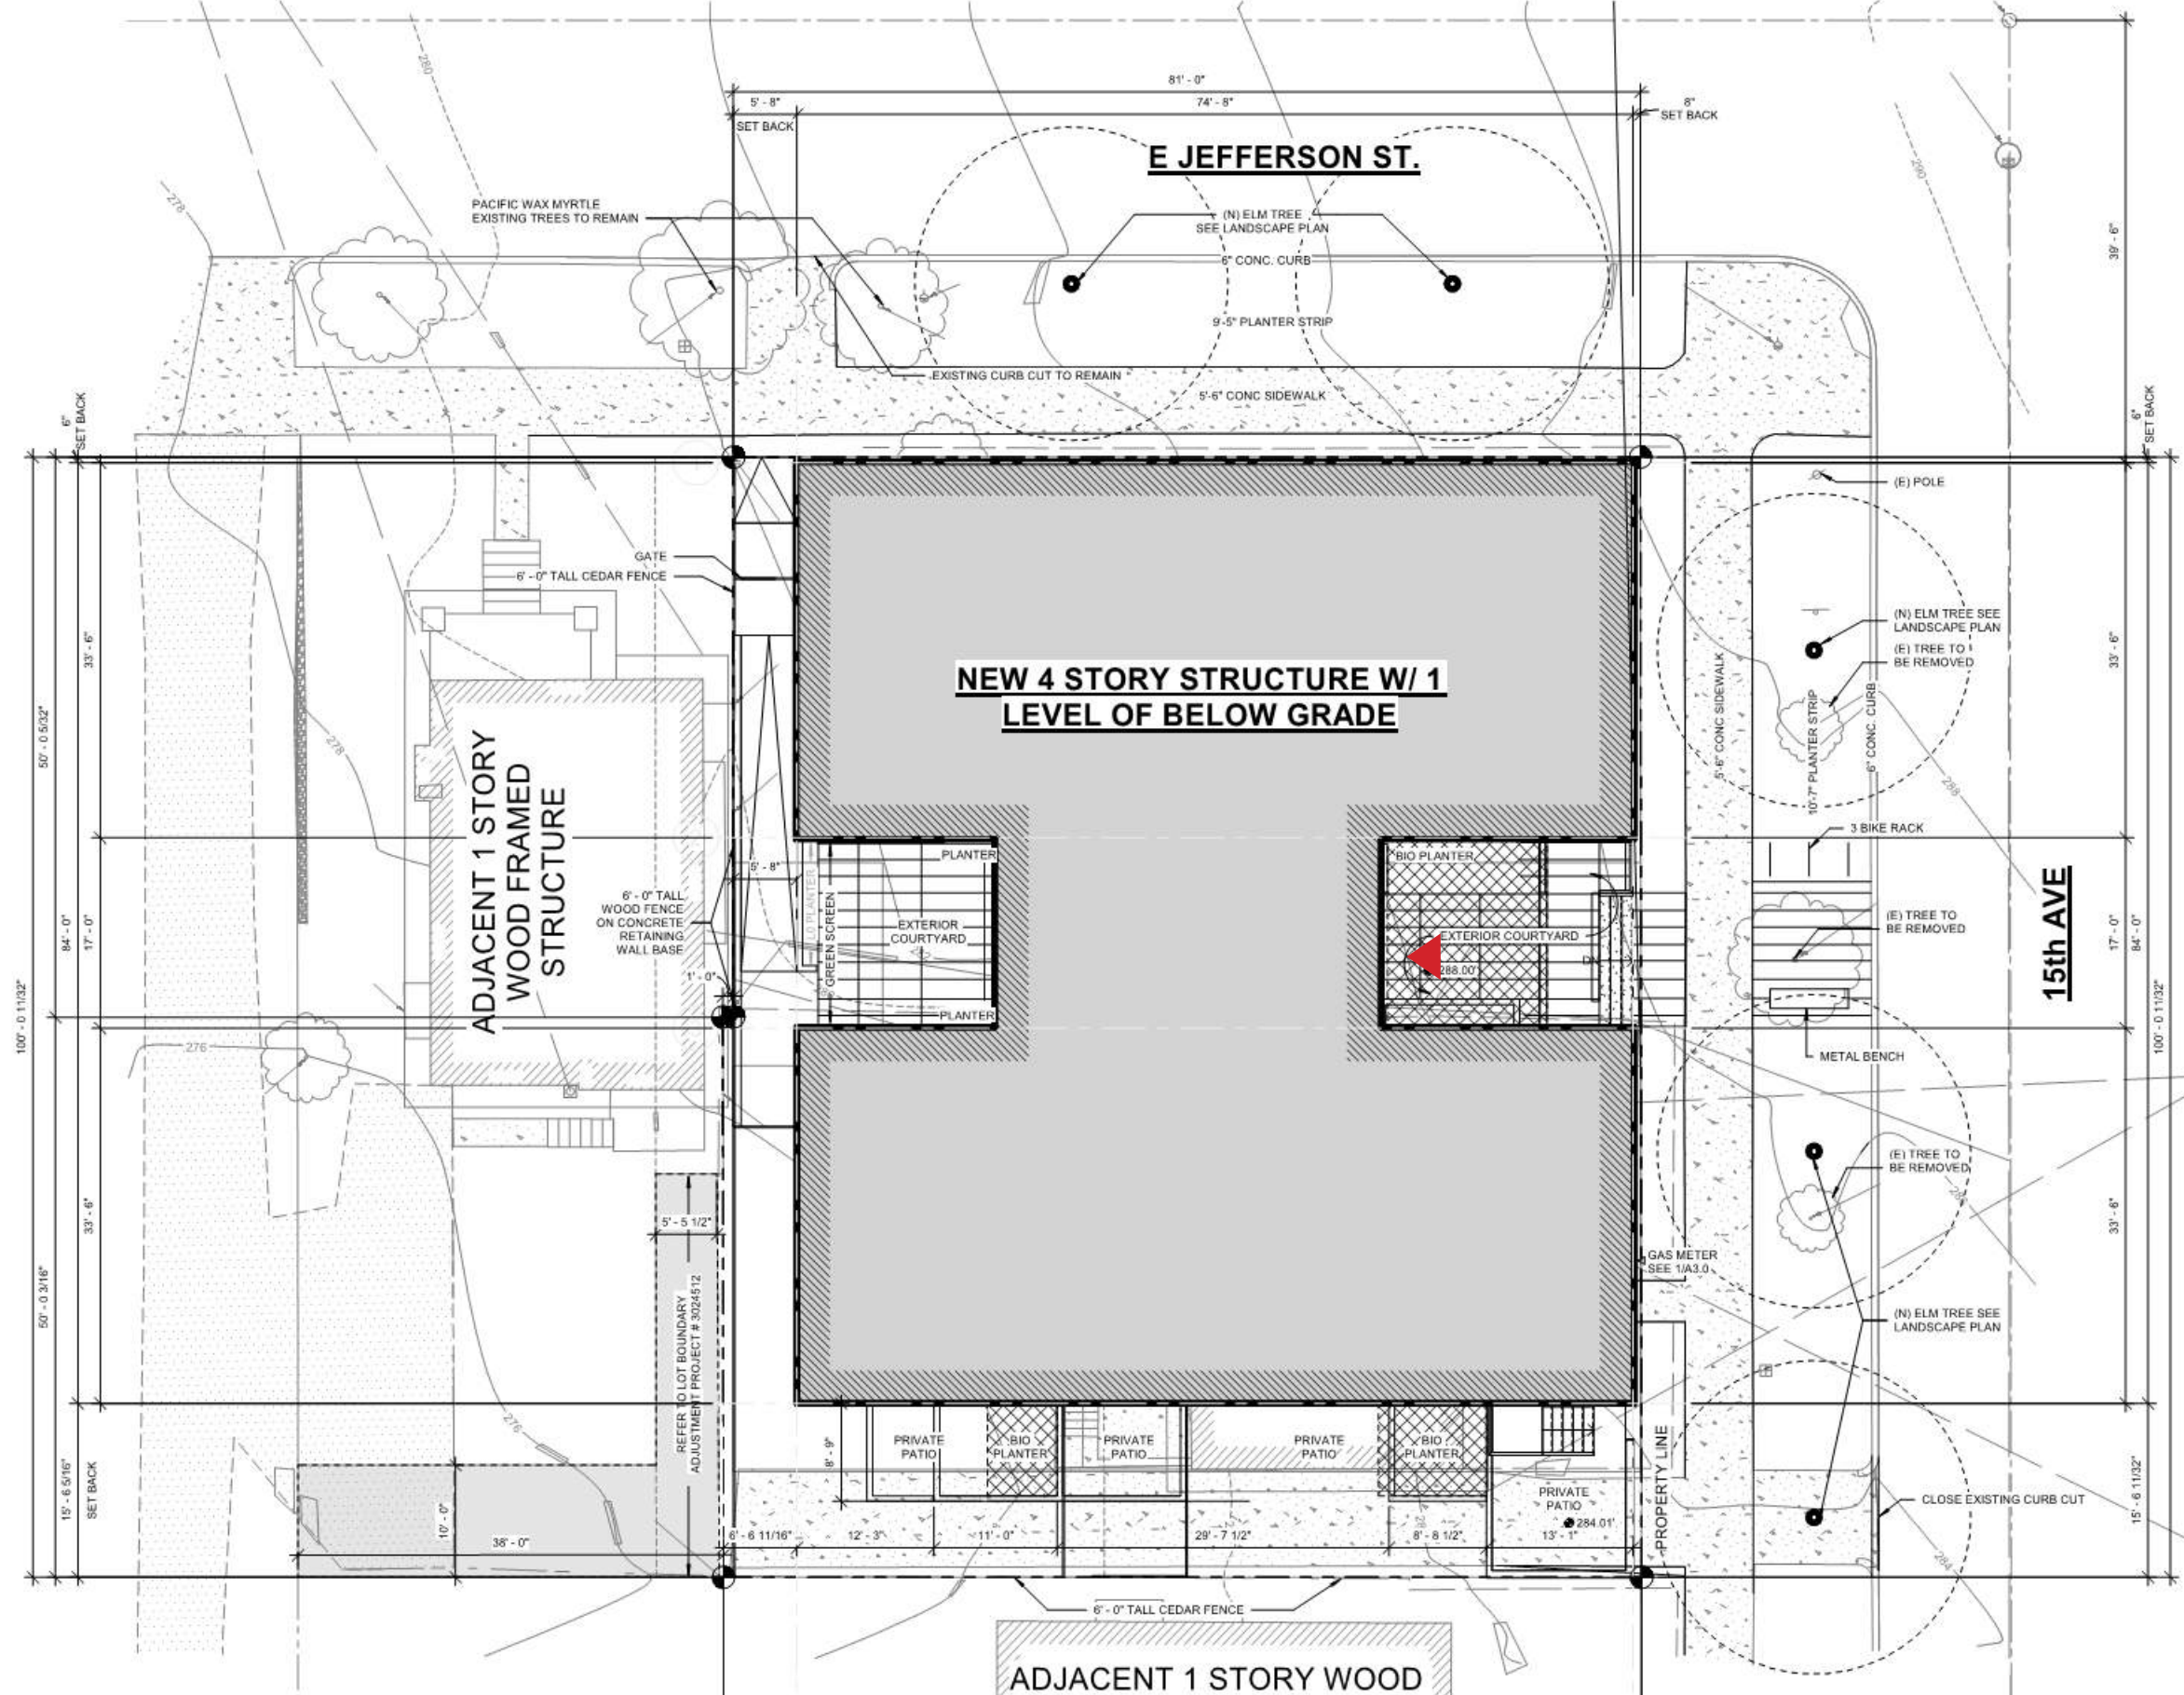 81' - 0"
5' - 8"
74' - 8"
8"
SET BACK
SET BACK
E JEFFERSON ST.
280
278
280
PACIFIC WAX MYRTLE
EXISTING TREES TO REMAIN
(N) ELM TREE
SEE LANDSCAPE PLAN
6" CONC. CURB
39' - 6"
9'-5" PLANTER STRIP
EXISTING CURB CUT TO REMAIN
5'-6" CONC SIDEWALK
6"
SET BACK
6"
SET BACK
(E) POLE
GATE
6' - 0" TALL CEDAR FENCE
(N) ELM TREE SEE
LANDSCAPE PLAN
(E) TREE TO
BE REMOVED
33' - 6"
33' - 6"
NEW 4 STORY STRUCTURE W/ 1
LEVEL OF BELOW GRADE
5'-6" CONC SIDEWALK
10'-7" PLANTER STRIP
6" CONC. CURB
50' - 0 5/32"
278
288
ADJACENT 1 STORY
WOOD FRAMED
STRUCTURE
3 BIKE RACK
PLANTER
BIO PLANTER
5' - 8"
GREEN SCREEN
6' - 0" TALL
WOOD FENCE
ON CONCRETE
RETAINING
WALL BASE
EXTERIOR
COURTYARD
EXTERIOR COURTYARD
288.00'
(E) TREE TO
BE REMOVED
15th AVE
84' - 0"
17' - 0"
17' - 0"
84' - 0"
1' - 0"
PLANTER
100' - 0 11/32"
100' - 0 11/32"
276
METAL BENCH
(E) TREE TO
BE REMOVED
33' - 6"
33' - 6"
5' - 5 1/2"
GAS METER
SEE 1/A3.0
50' - 0 3/16"
REFER TO LOT BOUNDARY
ADJUSTMENT PROJECT # 3024512
(N) ELM TREE SEE
LANDSCAPE PLAN
276
PRIVATE
PATIO
BIO
PLANTER
PRIVATE
PATIO
PRIVATE
PATIO
BIO
PLANTER
8' - 9"
PROPERTY LINE
15' - 6 5/16"
SET BACK
PRIVATE
PATIO
284.01'
CLOSE EXISTING CURB CUT
15' - 6 11/32"
10' - 0"
38' - 0"
6' - 6 11/16"
12' - 3"
11' - 0"
29' - 7 1/2"
8' - 8 1/2"
13' - 1"
284
6' - 0" TALL CEDAR FENCE
ADJACENT 1 STORY WOOD